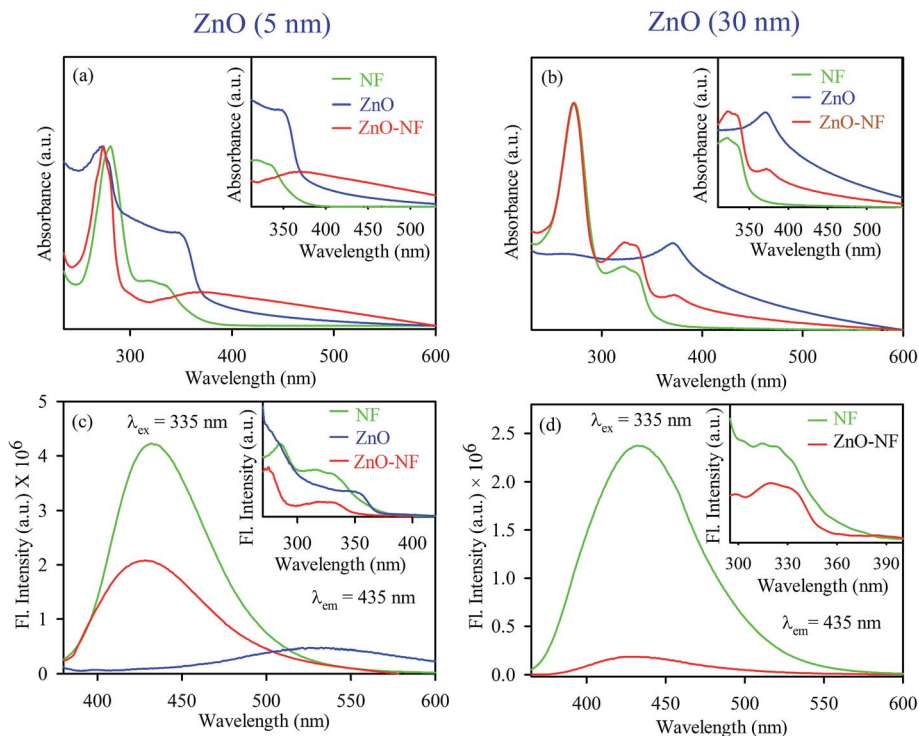 ZnO (5 nm)
ZnO (30 nm)
(a)
NF
ZnO
ZnO-NF
Absorbance (a.u.)
350 400 450 500
Wavelength (nm)
Absorbance (a.u.)
300 400 500 600
Wavelength (nm)
(b)
NF
ZnO
ZnO-NF
Absorbance (a.u.)
350 400 450 500
Wavelength (nm)
Absorbance (a.u.)
300 400 500 600
Wavelength (nm)
(c)
λex = 335 nm
NF
ZnO
ZnO-NF
Fl. Intensity (a.u.)
300 350 400
Wavelength (nm)
λem = 435 nm
Fl. Intensity (a.u.) X 10^6
5
4
3
2
1
0
400 450 500 550 600
Wavelength (nm)
(d)
λex = 335 nm
NF
ZnO-NF
Fl. Intensity (a.u.)
300 330 360 390
Wavelength (nm)
λem = 435 nm
Fl. Intensity (a.u.) × 10^6
2.5
2.0
1.5
1.0
0.5
0.0
400 450 500 550 600
Wavelength (nm)